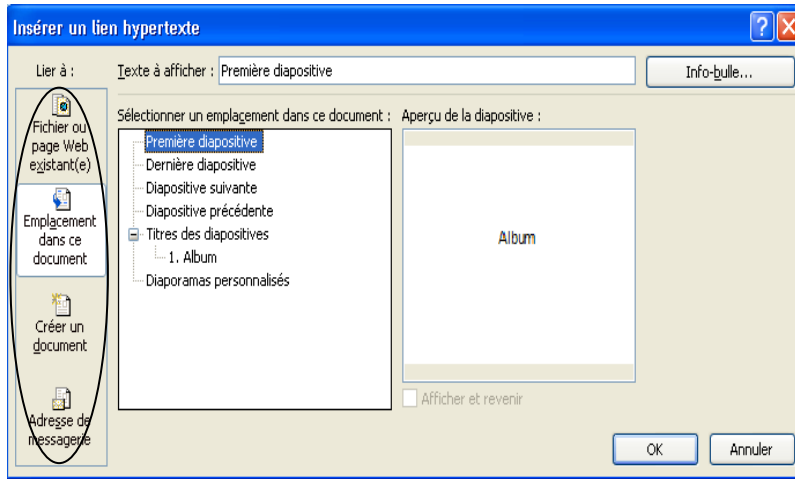 Insérer un lien hypertexte
Lier à :
Texte à afficher :
Première diapositive
Info-bulle...
Fichier ou
page Web
existant(e)
Emplacement
dans ce
document
Créer un
document
Adresse de
messagerie
Sélectionner un emplacement dans ce document :
Première diapositive
Dernière diapositive
Diapositive suivante
Diapositive précédente
Titres des diapositives
1. Album
Diaporamas personnalisés
Aperçu de la diapositive :
Album
Afficher et revenir
OK
Annuler